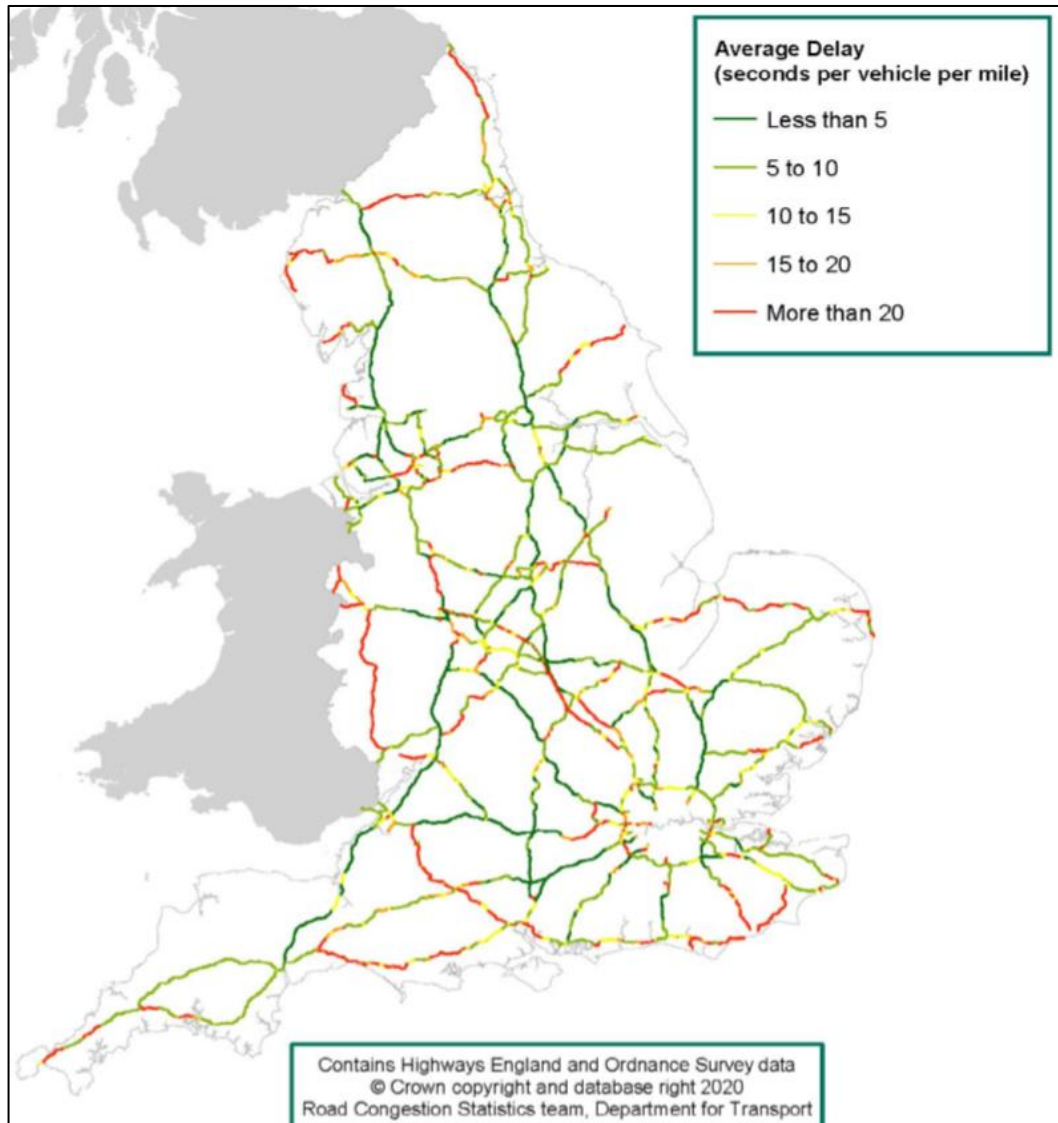 Average Delay
(seconds per vehicle per mile)
Less than 5
5 to 10
10 to 15
15 to 20
More than 20
Contains Highways England and Ordnance Survey data
© Crown copyright and database right 2020
Road Congestion Statistics team, Department for Transport